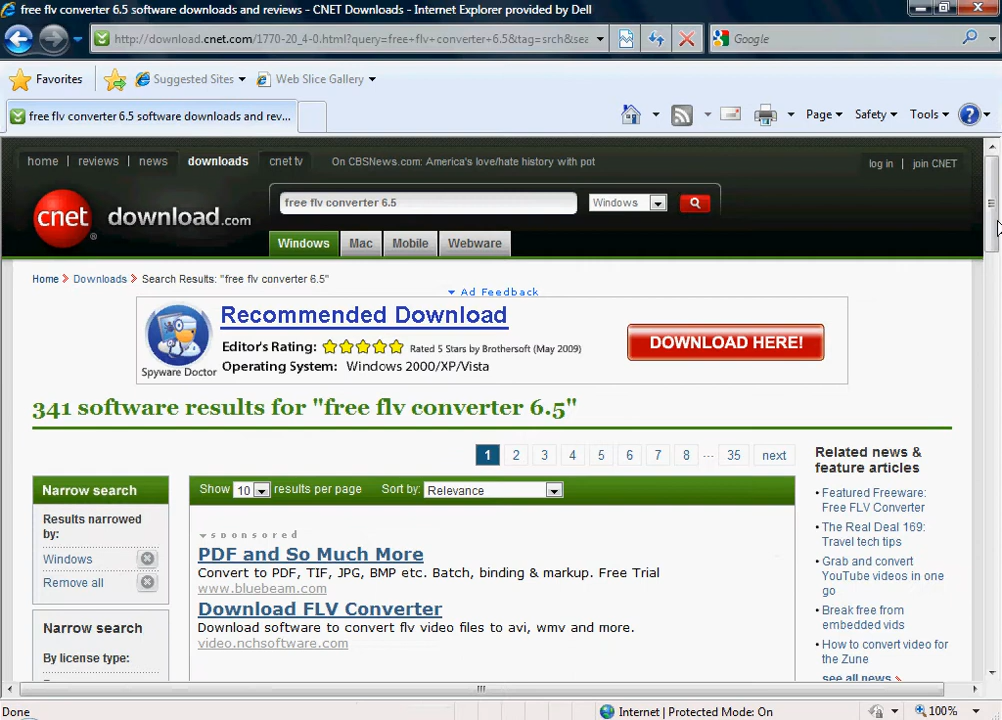 free flv converter 6.5 software downloads and reviews - CNET Downloads - Internet Explorer provided by Dell
http://download.cnet.com/1770-20_4-0.html?query=free+flv+converter+6.5&tag=srch&sea
Google
Favorites
Suggested Sites
Web Slice Gallery
free flv converter 6.5 software downloads and rev...
Page
Safety
Tools
home | reviews | news
downloads
cnet tv
On CBSNews.com: America's love/hate history with pot
log in | join CNET
cnet download.com
free flv converter 6.5
Windows
Windows
Mac
Mobile
Webware
Home
Downloads
Search Results: "free flv converter 6.5"
Ad Feedback
Spyware Doctor
Recommended Download
Editor's Rating:
Rated 5 Stars by Brothersoft (May 2009)
Operating System: Windows 2000/XP/Vista
DOWNLOAD HERE!
341 software results for "free flv converter 6.5"
1 2 3 4 5 6 7 8 ... 35 next
Narrow search
Results narrowed
by:
Windows
Remove all
Narrow search
By license type:
Show 10 results per page
Sort by: Relevance
sponsored
PDF and So Much More
Convert to PDF, TIF, JPG, BMP etc. Batch, binding & markup. Free Trial
www.bluebeam.com
Download FLV Converter
Download software to convert flv video files to avi, wmv and more.
video.nchsoftware.com
Related news &
feature articles
• Featured Freeware:
Free FLV Converter
• The Real Deal 169:
Travel tech tips
• Grab and convert
YouTube videos in one
go
• Break free from
embedded vids
• How to convert video for
the Zune
see all news
Done
Internet | Protected Mode: On
100%